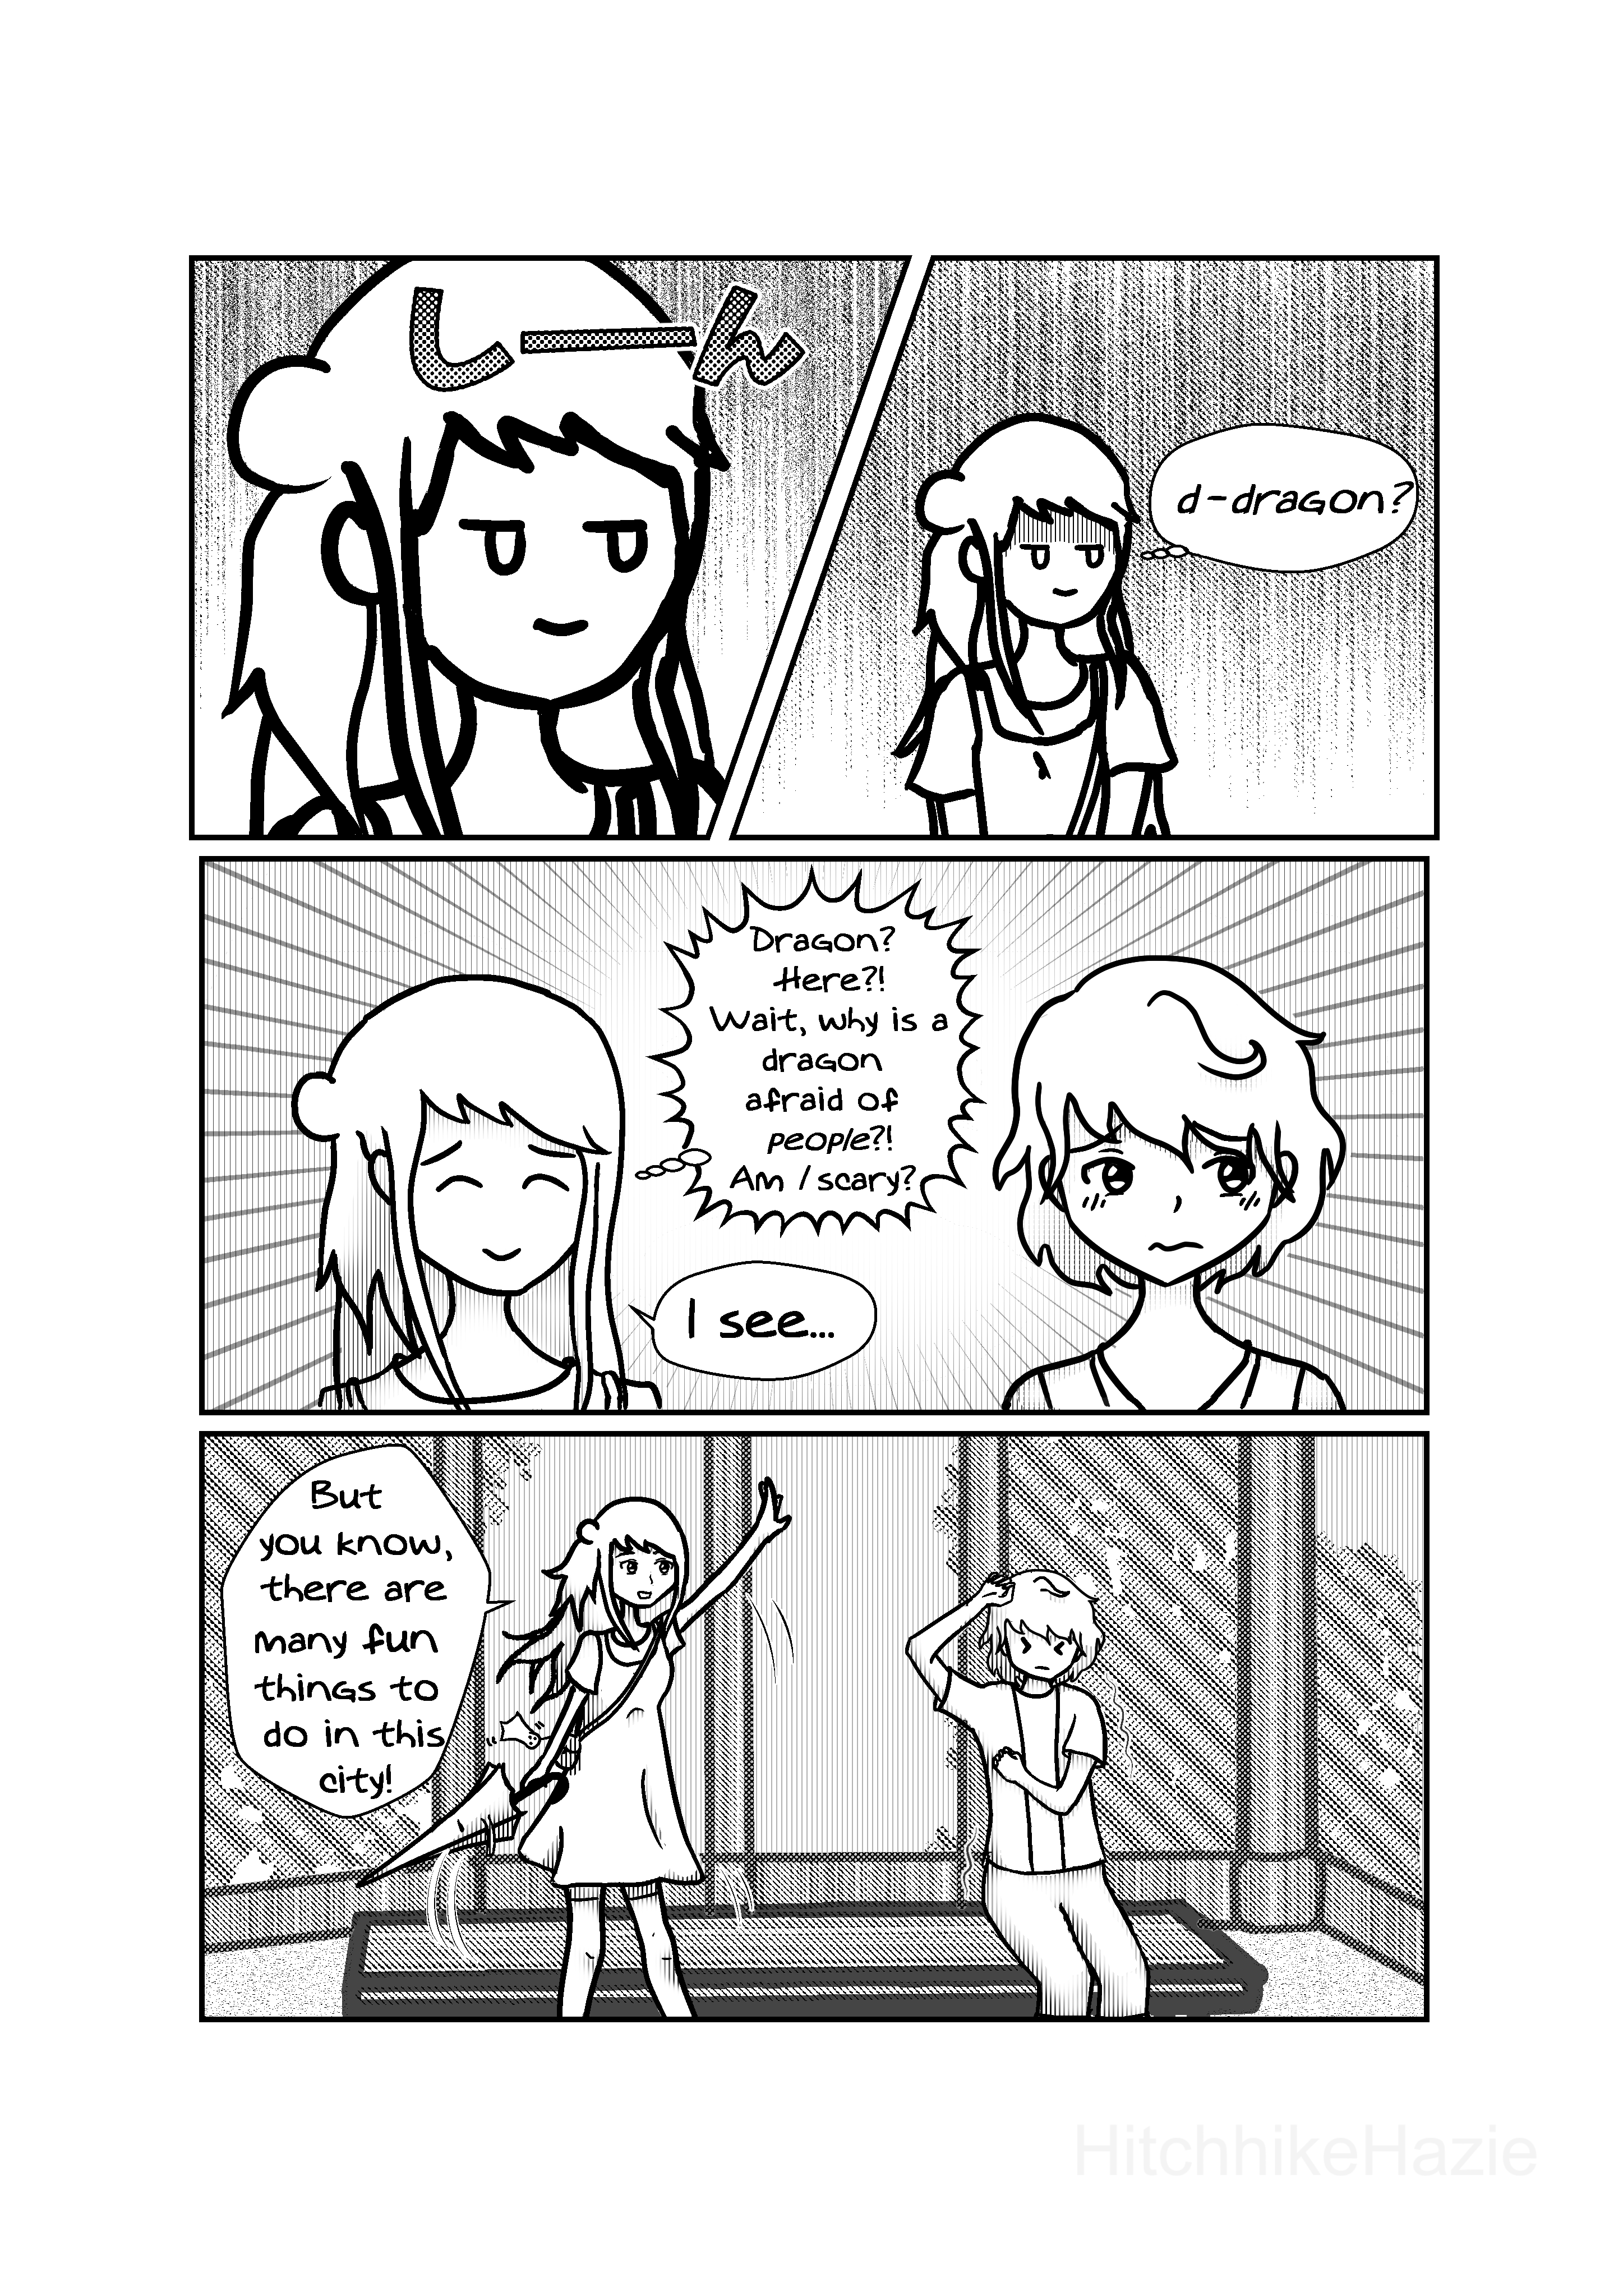 しーん
d-dragon?
Dragon?
Here?!
Wait, why is a
dragon
afraid of
people?!
Am I scary?
I see...
But
you know,
there are
many fun
things to
do in this
city!
HitchhikeHazie